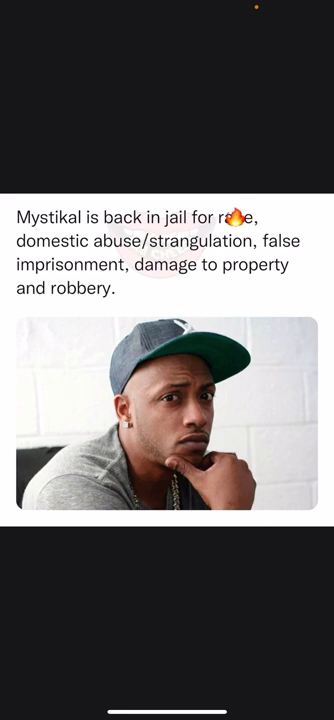 Mystikal is back in jail for r🔥e,
domestic abuse/strangulation, false
imprisonment, damage to property
and robbery.